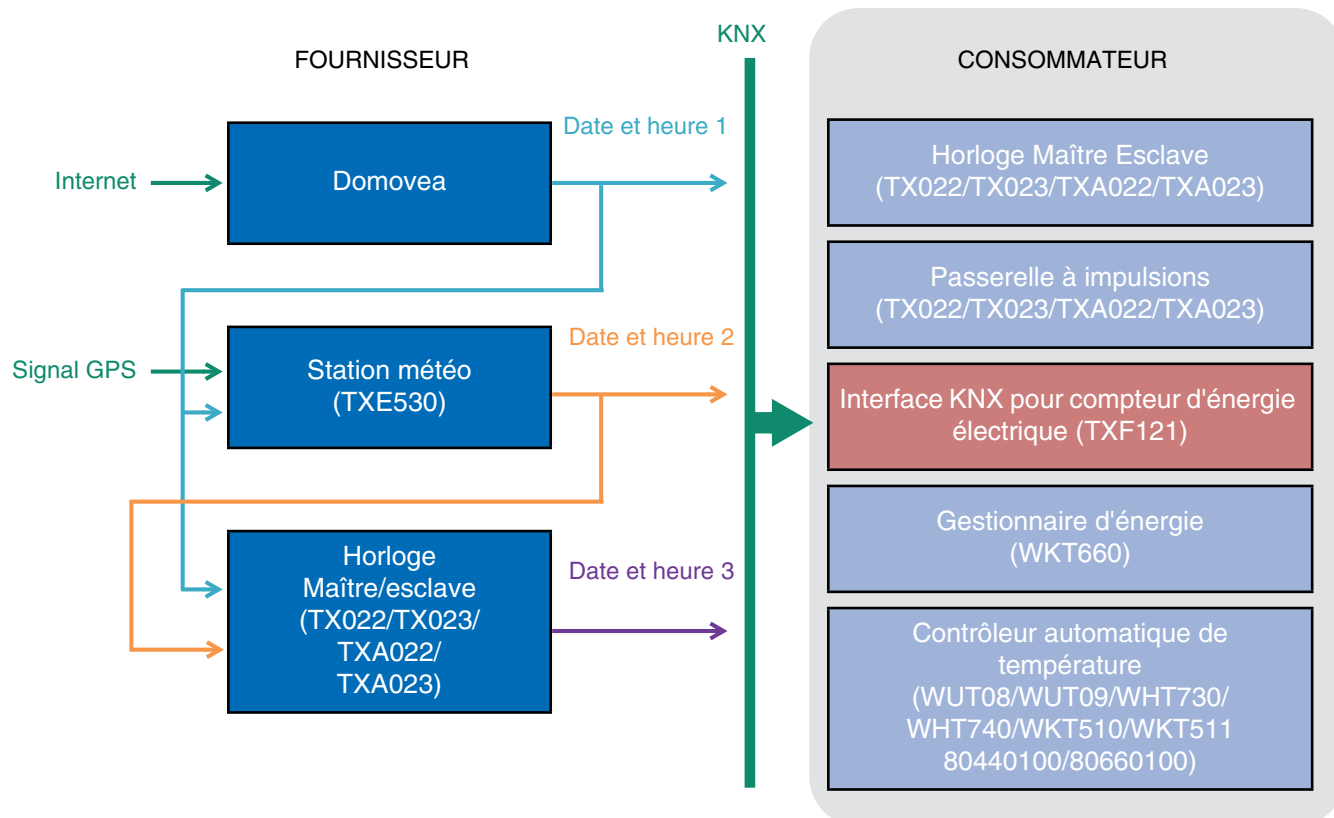 FOURNISSEUR
KNX
CONSOMMATEUR
Internet
Domovea
Date et heure 1
Signal GPS
Station météo
(TXE530)
Date et heure 2
Horloge
Maître/esclave
(TX022/TX023/
TXA022/
TXA023)
Date et heure 3
Horloge Maître Esclave
(TX022/TX023/TXA022/TXA023)
Passerelle à impulsions
(TX022/TX023/TXA022/TXA023)
Interface KNX pour compteur d'énergie
électrique (TXF121)
Gestionnaire d'énergie
(WKT660)
Contrôleur automatique de
température
(WUT08/WUT09/WHT730/
WHT740/WKT510/WKT511
80440100/80660100)